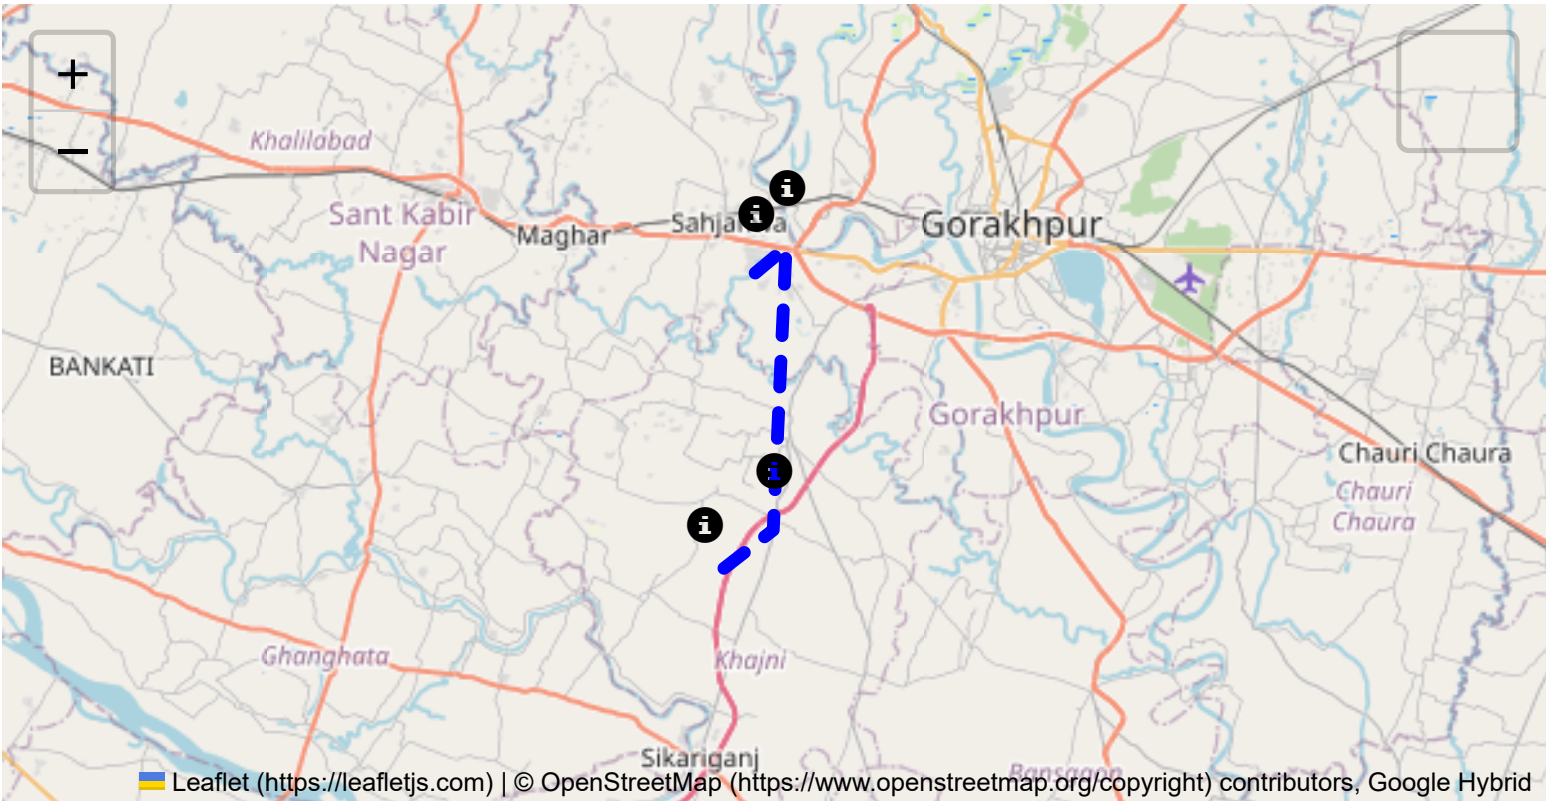 +
−
Khalilabad
Sant Kabir
Nagar
Maghar
Gorakhpur
BANKATI
Gorakhpur
Chauri Chaura
Chauri
Chaura
Ghanghata
Khajni
Sikariganj
Bansgaon
Leaflet (https://leafletjs.com) | © OpenStreetMap (https://www.openstreetmap.org/copyright) contributors, Google Hybrid